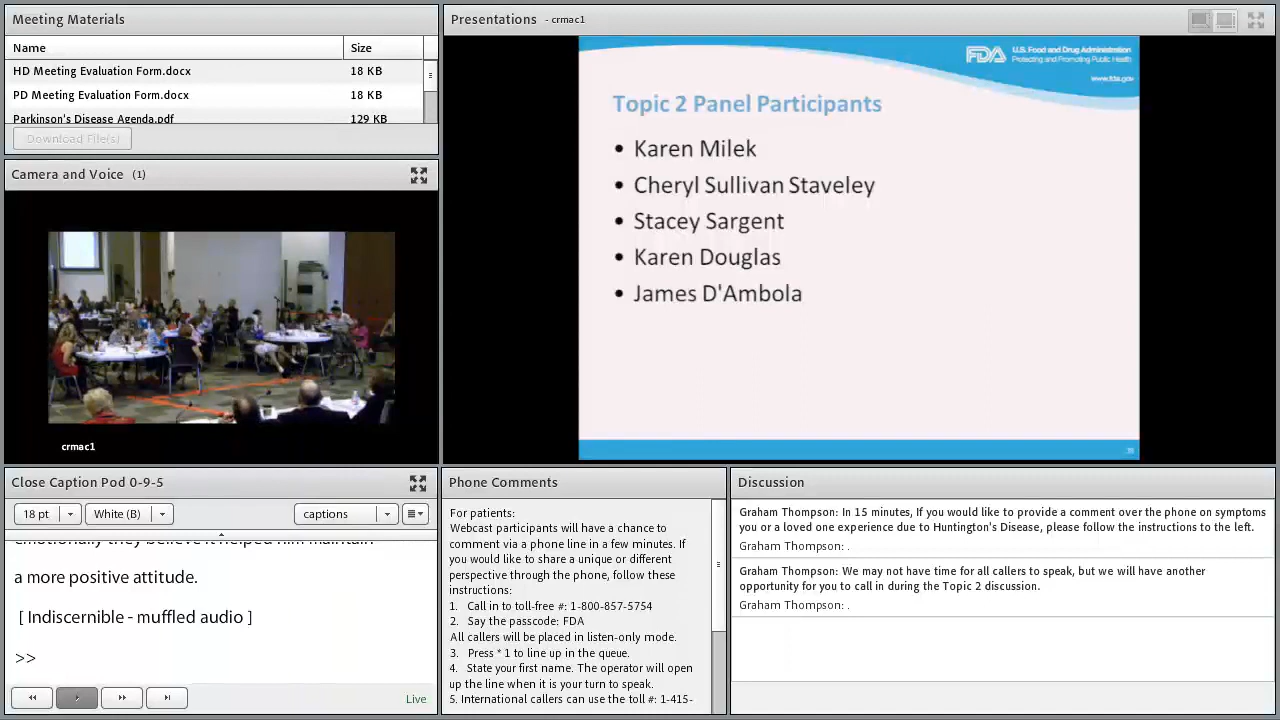 Meeting Materials
Name Size
HD Meeting Evaluation Form.docx 18 KB
PD Meeting Evaluation Form.docx 18 KB
Parkinson's Disease Agenda.pdf 129 KB
Download File(s)
Camera and Voice (1)
crmac1
Presentations - crmac1
FDA U.S. Food and Drug Administration
Protecting and Promoting Public Health
www.fda.gov
Topic 2 Panel Participants
• Karen Milek
• Cheryl Sullivan Staveley
• Stacey Sargent
• Karen Douglas
• James D'Ambola
Close Caption Pod 0-9-5
18 pt White (B) captions
emotionally they believe it helped him maintain
a more positive attitude.
[ Indiscernible - muffled audio ]
>>
Live
Phone Comments
For patients:
Webcast participants will have a chance to
comment via a phone line in a few minutes. If
you would like to share a unique or different
perspective through the phone, follow these
instructions:
1. Call in to toll-free #: 1-800-857-5754
2. Say the passcode: FDA
All callers will be placed in listen-only mode.
3. Press * 1 to line up in the queue.
4. State your first name. The operator will open
up the line when it is your turn to speak.
5. International callers can use the toll #: 1-415-
Discussion
Graham Thompson: In 15 minutes, If you would like to provide a comment over the phone on symptoms
you or a loved one experience due to Huntington's Disease, please follow the instructions to the left.
Graham Thompson: .
Graham Thompson: We may not have time for all callers to speak, but we will have another
opportunity for you to call in during the Topic 2 discussion.
Graham Thompson: .